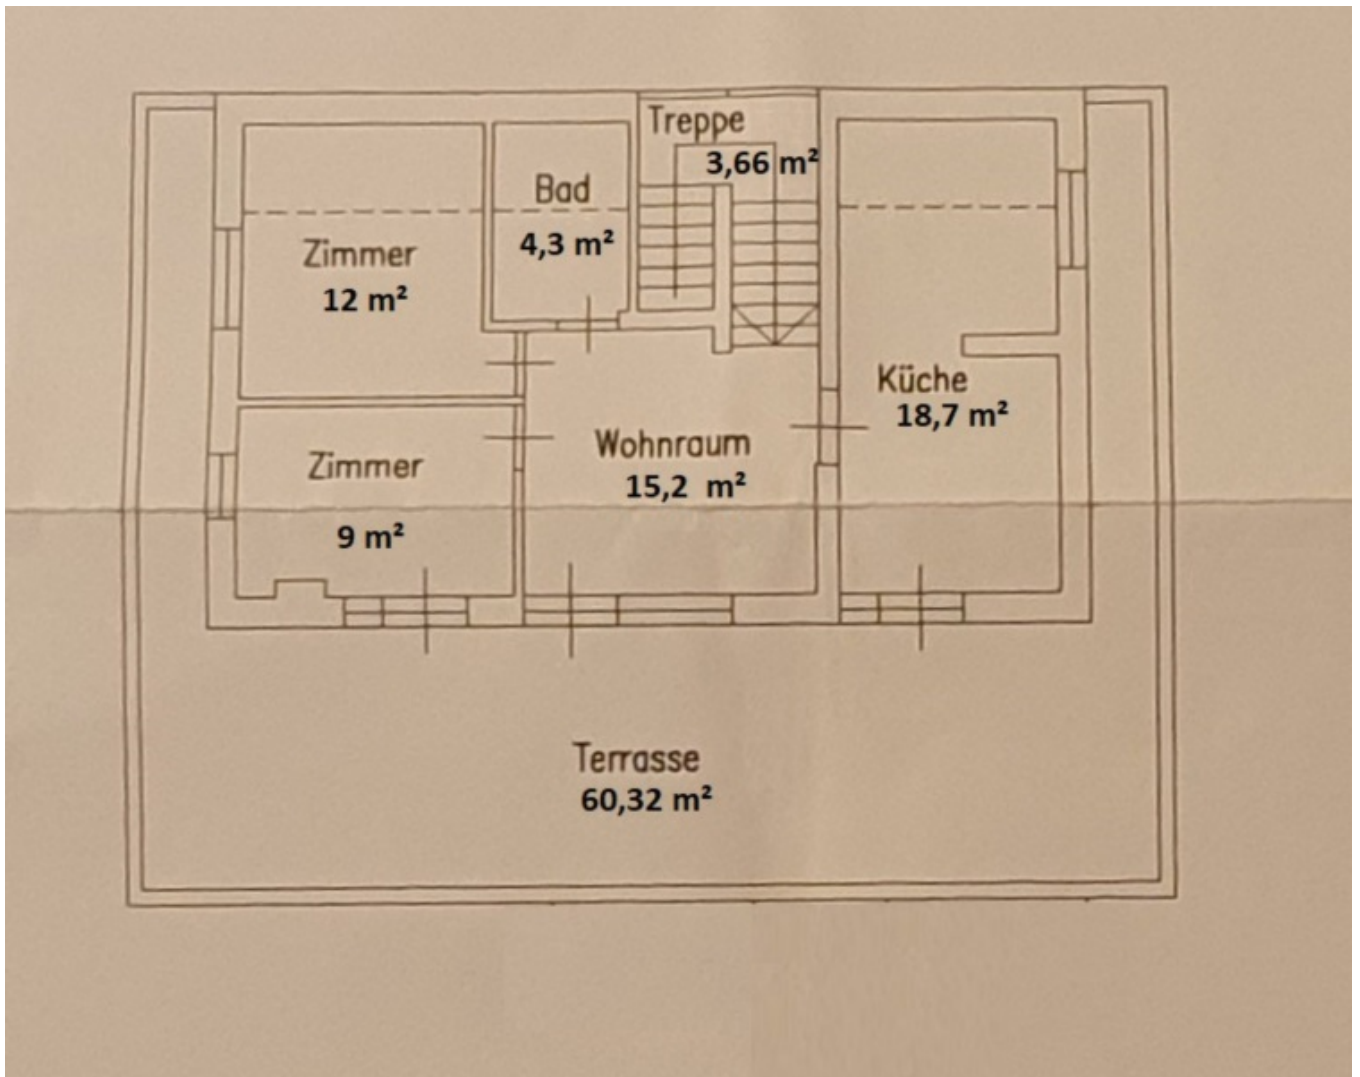 Treppe
3,66 m²
Bad
4,3 m²
Zimmer
12 m²
Küche
18,7 m²
Wohnraum
15,2 m²
Zimmer
9 m²
Terrasse
60,32 m²